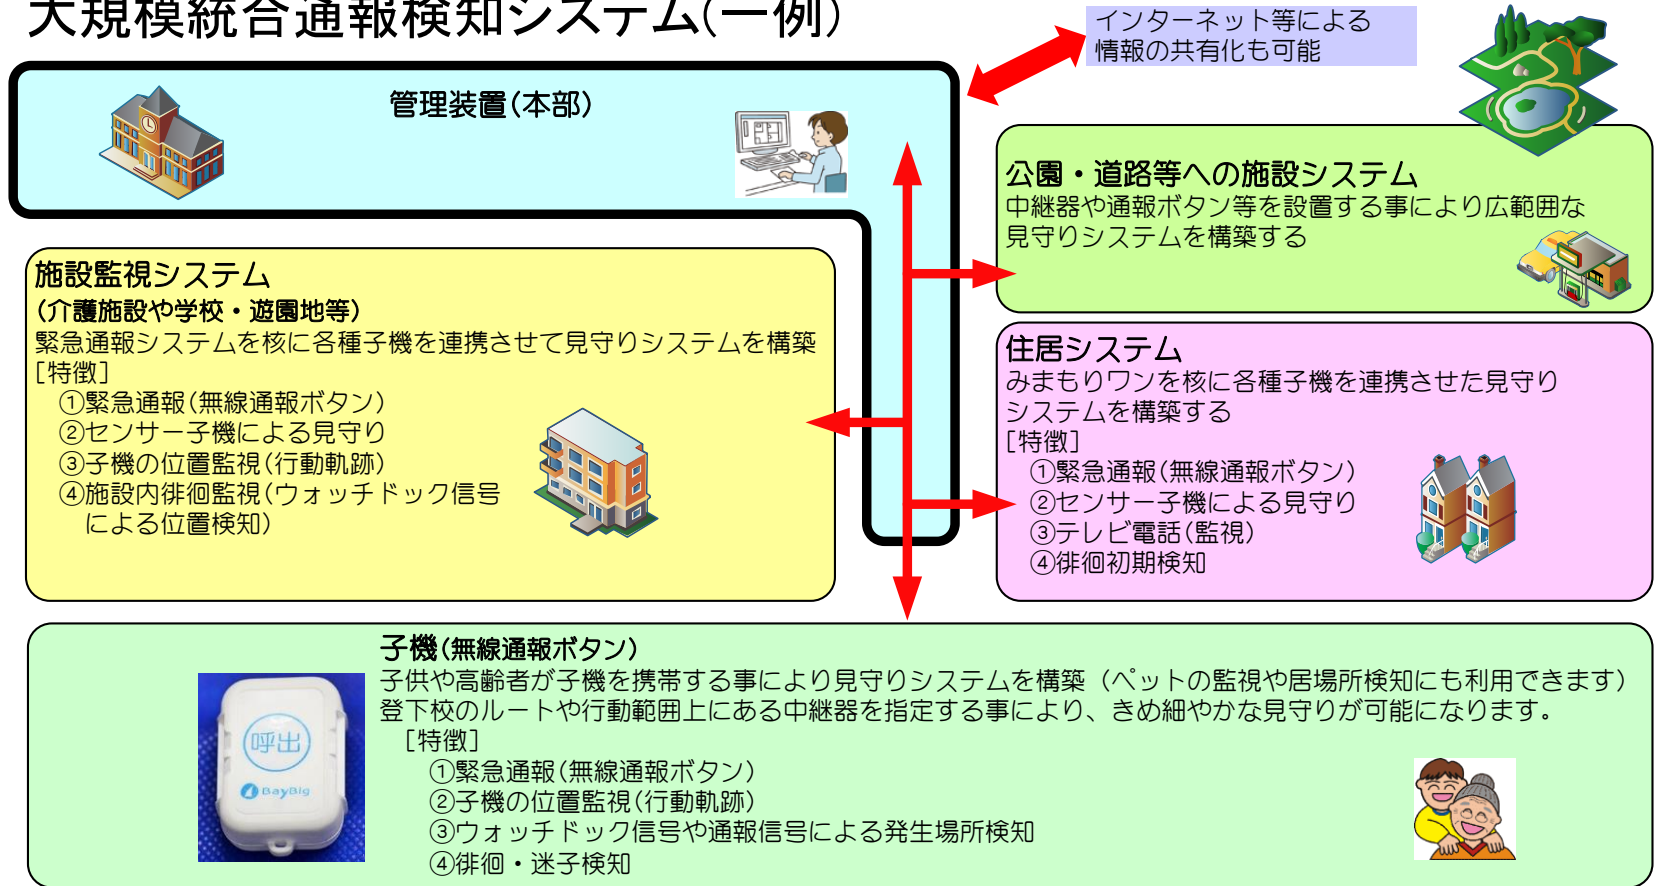 大規模統合通報検知システム(一例)
インターネット等による
情報の共有化も可能
管理装置(本部)
公園・道路等への施設システム
中継器や通報ボタン等を設置する事により広範囲な
見守りシステムを構築する
施設監視システム
(介護施設や学校・遊園地等)
緊急通報システムを核に各種子機を連携させて見守りシステムを構築
[特徴]
①緊急通報(無線通報ボタン)
②センサー子機による見守り
③子機の位置監視(行動軌跡)
④施設内徘徊監視(ウォッチドック信号
による位置検知)
住居システム
みまもりワンを核に各種子機を連携させた見守り
システムを構築する
[特徴]
①緊急通報(無線通報ボタン)
②センサー子機による見守り
③テレビ電話(監視)
④徘徊初期検知
子機(無線通報ボタン)
子供や高齢者が子機を携帯する事により見守りシステムを構築（ペットの監視や居場所検知にも利用できます）
登下校のルートや行動範囲上にある中継器を指定する事により、きめ細やかな見守りが可能になります。
[特徴]
①緊急通報(無線通報ボタン)
②子機の位置監視(行動軌跡)
③ウォッチドック信号や通報信号による発生場所検知
④徘徊・迷子検知
呼出
BayBig